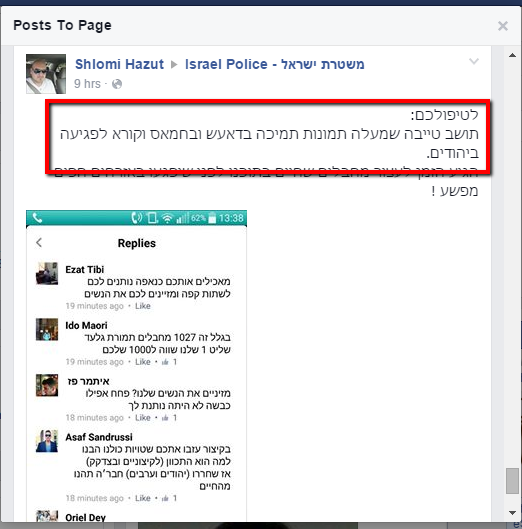 Posts To Page
Shlomi Hazut ▸ Israel Police - משטרת ישראל
9 hrs ·
לטיפולכם:
תושב טייבה שמעלה תמונות תמיכה בדאעש ובחמאס וקורא לפגיעה
ביהודים.
הגיע הזמן לעצור מחבלים שחיים בתוכנו לפני שיפגעו באזרחים חפים
מפשע !
62% 13:38
Replies
Ezat Tibi
מאכילים אותכם כנאפה נותנים לכם
לשתות קפה ומזיינים לכם את הנשים
19 minutes ago • Like
Ido Maori
בגלל זה 1027 מחבלים תמורת גלעד
שליט 1 שלנו שווה ל1000 שלכם
19 minutes ago • Like • 1
איתמר פז
מזיניים את הנשים שלנו? פחח אפילו
כבשה לא היתה נותנת לך
18 minutes ago • Like • 1
Asaf Sandrussi
בקיצור עזבו אתכם שטויות כולנו הבנו
למה הוא התכוון (לקיצוניים ובצדקק)
אז שחררו (יהודים וערבים) חבר׳ה תהנו
מהחיים
18 minutes ago • Like • 1
Oriel Dey